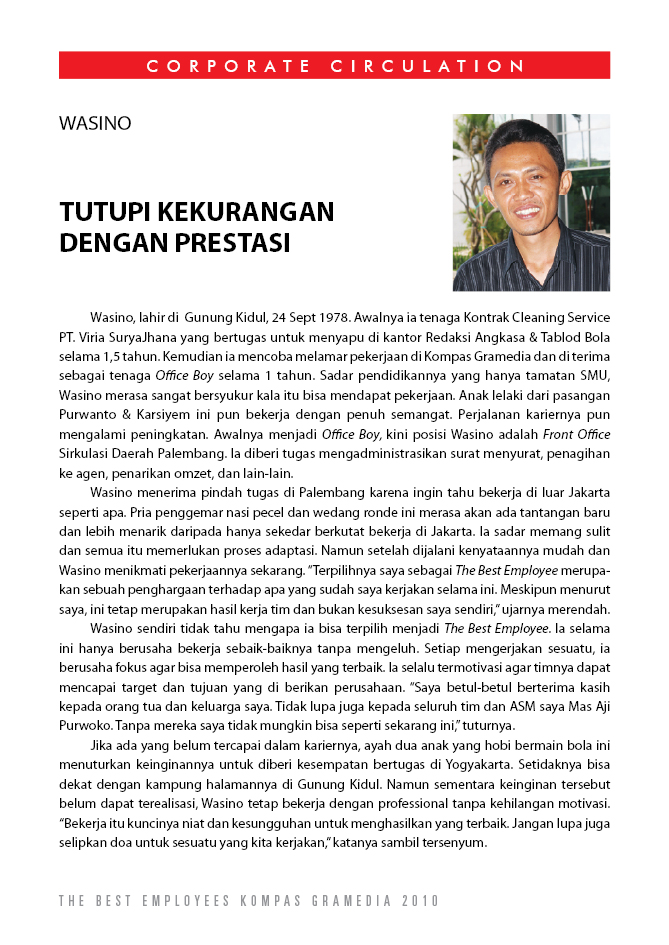 CORPORATE CIRCULATION
WASINO
TUTUPI KEKURANGAN
DENGAN PRESTASI
Wasino, lahir di Gunung Kidul, 24 Sept 1978. Awalnya ia tenaga Kontrak Cleaning Service
PT. Viria SuryaJhana yang bertugas untuk menyapu di kantor Redaksi Angkasa & Tablod Bola
selama 1,5 tahun. Kemudian ia mencoba melamar pekerjaan di Kompas Gramedia dan di terima
sebagai tenaga Office Boy selama 1 tahun. Sadar pendidikannya yang hanya tamatan SMU,
Wasino merasa sangat bersyukur kala itu bisa mendapat pekerjaan. Anak lelaki dari pasangan
Purwanto & Karsiyem ini pun bekerja dengan penuh semangat. Perjalanan kariernya pun
mengalami peningkatan. Awalnya menjadi Office Boy, kini posisi Wasino adalah Front Office
Sirkulasi Daerah Palembang. Ia diberi tugas mengadministrasikan surat menyurat, penagihan
ke agen, penarikan omzet, dan lain-lain.
Wasino menerima pindah tugas di Palembang karena ingin tahu bekerja di luar Jakarta
seperti apa. Pria penggemar nasi pecel dan wedang ronde ini merasa akan ada tantangan baru
dan lebih menarik daripada hanya sekedar berkutat bekerja di Jakarta. Ia sadar memang sulit
dan semua itu memerlukan proses adaptasi. Namun setelah dijalani kenyataannya mudah dan
Wasino menikmati pekerjaannya sekarang. “Terpilihnya saya sebagai The Best Employee merupa-
kan sebuah penghargaan terhadap apa yang sudah saya kerjakan selama ini. Meskipun menurut
saya, ini tetap merupakan hasil kerja tim dan bukan kesuksesan saya sendiri,” ujarnya merendah.
Wasino sendiri tidak tahu mengapa ia bisa terpilih menjadi The Best Employee. Ia selama
ini hanya berusaha bekerja sebaik-baiknya tanpa mengeluh. Setiap mengerjakan sesuatu, ia
berusaha fokus agar bisa memperoleh hasil yang terbaik. Ia selalu termotivasi agar timnya dapat
mencapai target dan tujuan yang di berikan perusahaan. “Saya betul-betul berterima kasih
kepada orang tua dan keluarga saya. Tidak lupa juga kepada seluruh tim dan ASM saya Mas Aji
Purwoko. Tanpa mereka saya tidak mungkin bisa seperti sekarang ini,” tuturnya.
Jika ada yang belum tercapai dalam kariernya, ayah dua anak yang hobi bermain bola ini
menuturkan keinginannya untuk diberi kesempatan bertugas di Yogyakarta. Setidaknya bisa
dekat dengan kampung halamannya di Gunung Kidul. Namun sementara keinginan tersebut
belum dapat terealisasi, Wasino tetap bekerja dengan professional tanpa kehilangan motivasi.
“Bekerja itu kuncinya niat dan kesungguhan untuk menghasilkan yang terbaik. Jangan lupa juga
selipkan doa untuk sesuatu yang kita kerjakan,” katanya sambil tersenyum.
THE BEST EMPLOYEES KOMPAS GRAMEDIA 2010